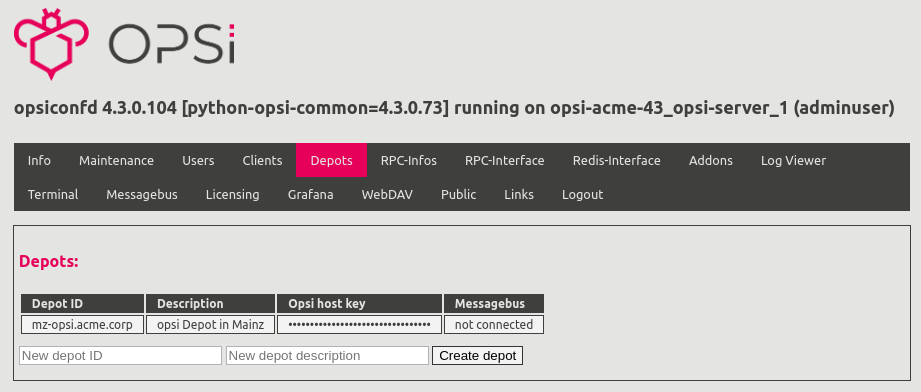 OPSi
opsiconfd 4.3.0.104 [python-opsi-common=4.3.0.73] running on opsi-acme-43_opsi-server_1 (adminuser)
Info Maintenance Users Clients Depots RPC-Infos RPC-Interface Redis-Interface Addons Log Viewer
Terminal Messagebus Licensing Grafana WebDAV Public Links Logout
Depots:
Depot ID Description Opsi host key Messagebus
mz-opsi.acme.corp opsi Depot in Mainz •••••••••••••••••••••••••••••••• not connected
New depot ID New depot description Create depot